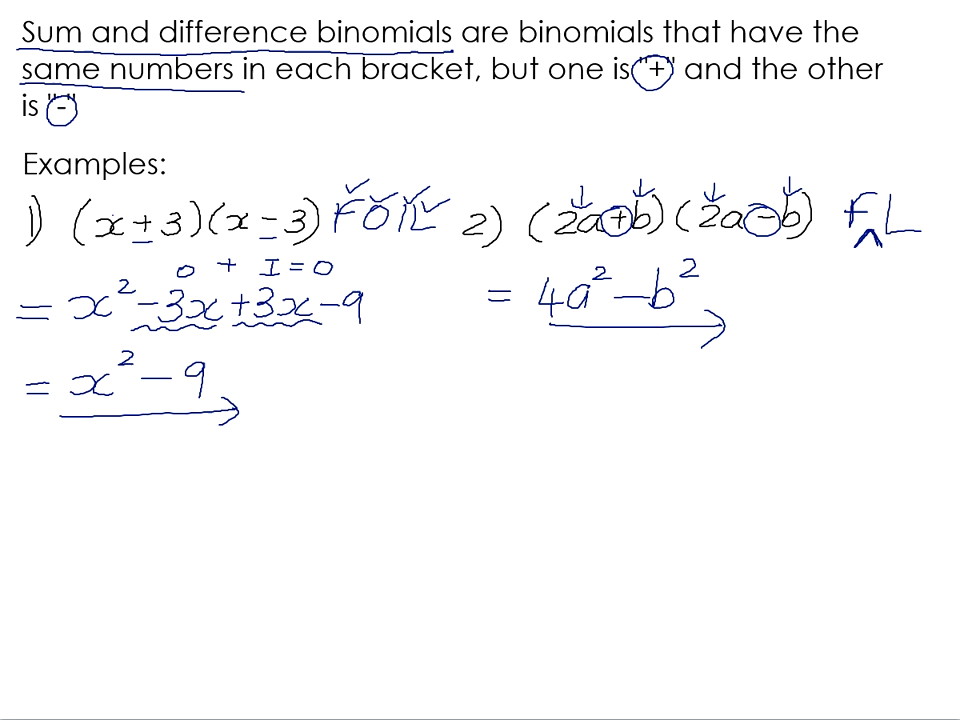 Sum and difference binomials are binomials that have the
same numbers in each bracket, but one is "+" and the other
is "-"
Examples:
1) (x + 3)(x - 3) FOIL
O + I = 0
= x² - 3x + 3x - 9
= x² - 9
2) (2a + b)(2a - b) FL
= 4a² - b²